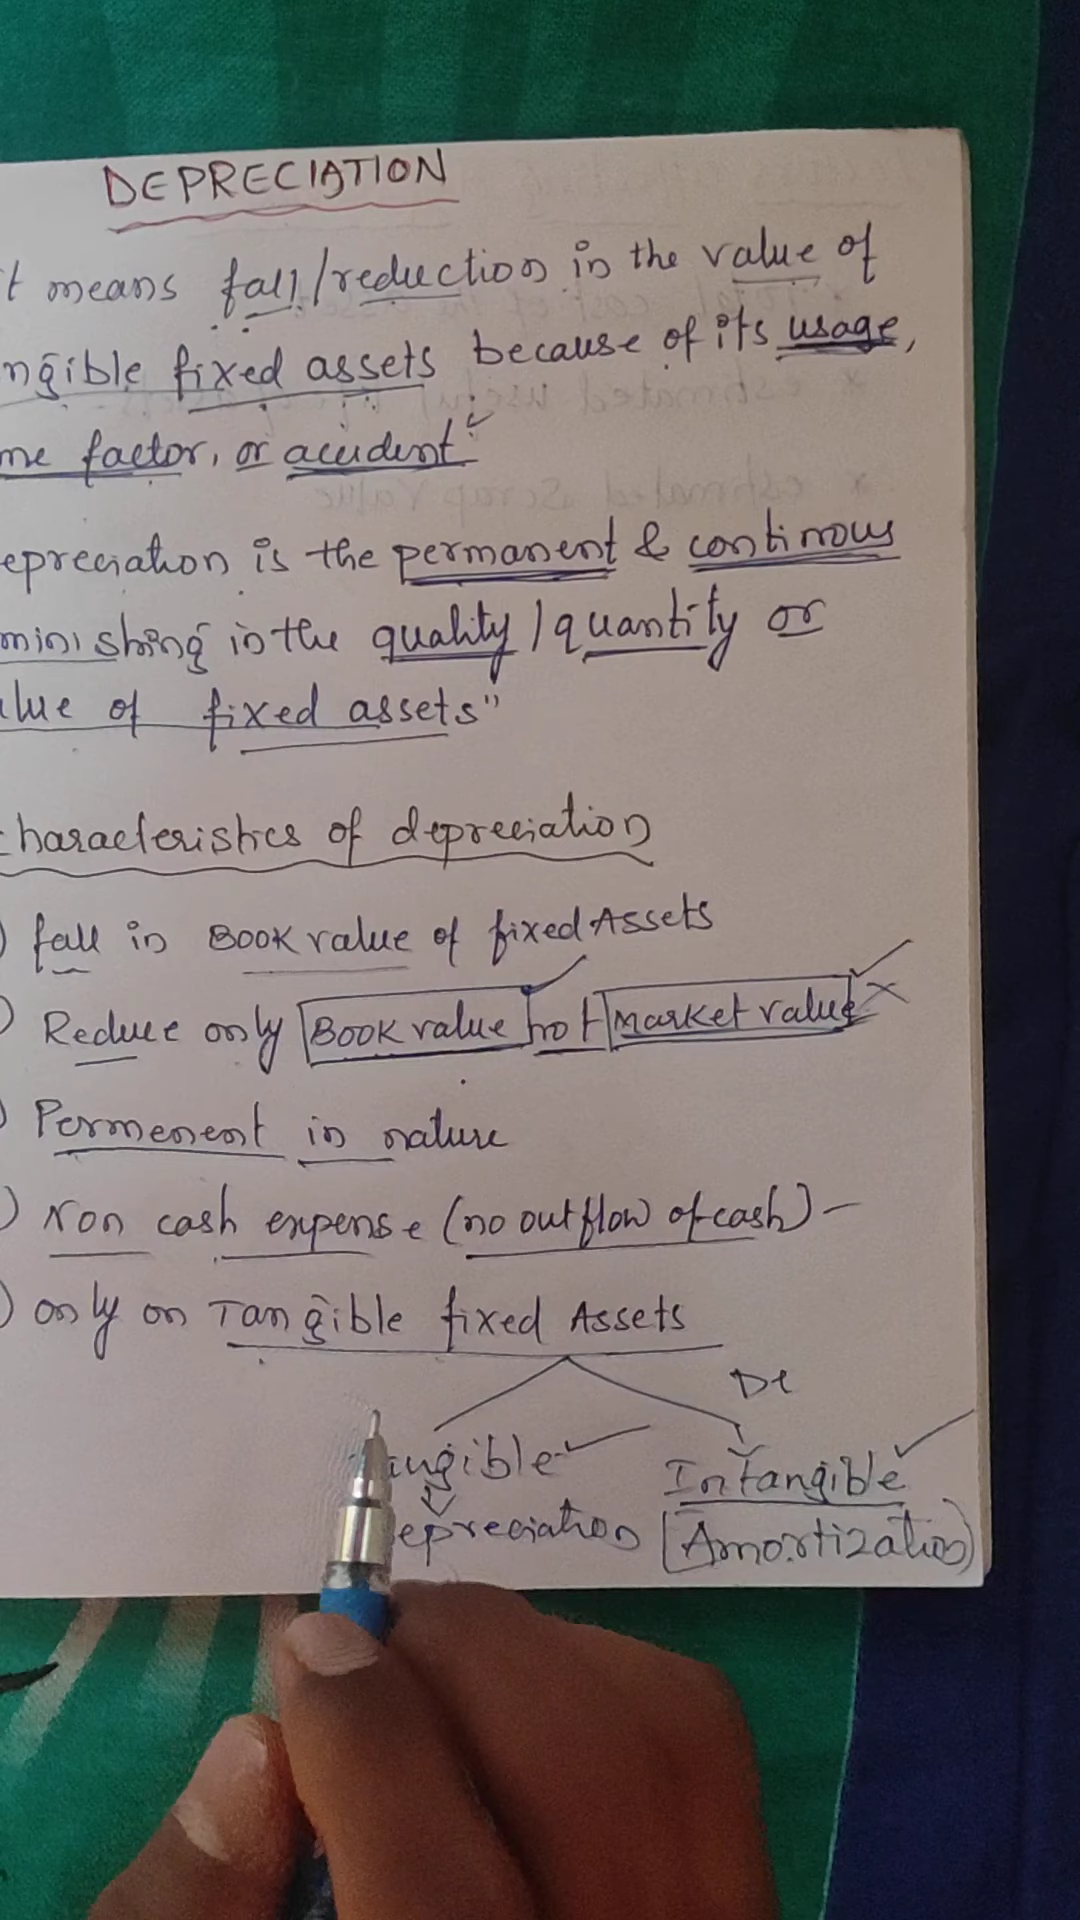 DEPRECIATION
t means fall/reduction in the value of
ngible fixed assets because of its usage,
me factor, or accident.
epreciation is the permanent & continous
minishing in the quality/quantity or
lue of fixed assets"
characteristics of depreciation
) fall in Book value of fixed Assets
) Reduce only Book value not market value x
) Permenent in nature
) Non cash expense (no outflow of cash) -
) only on Tangible fixed Assets
De
angible Intangible
epreciation (Amortization)